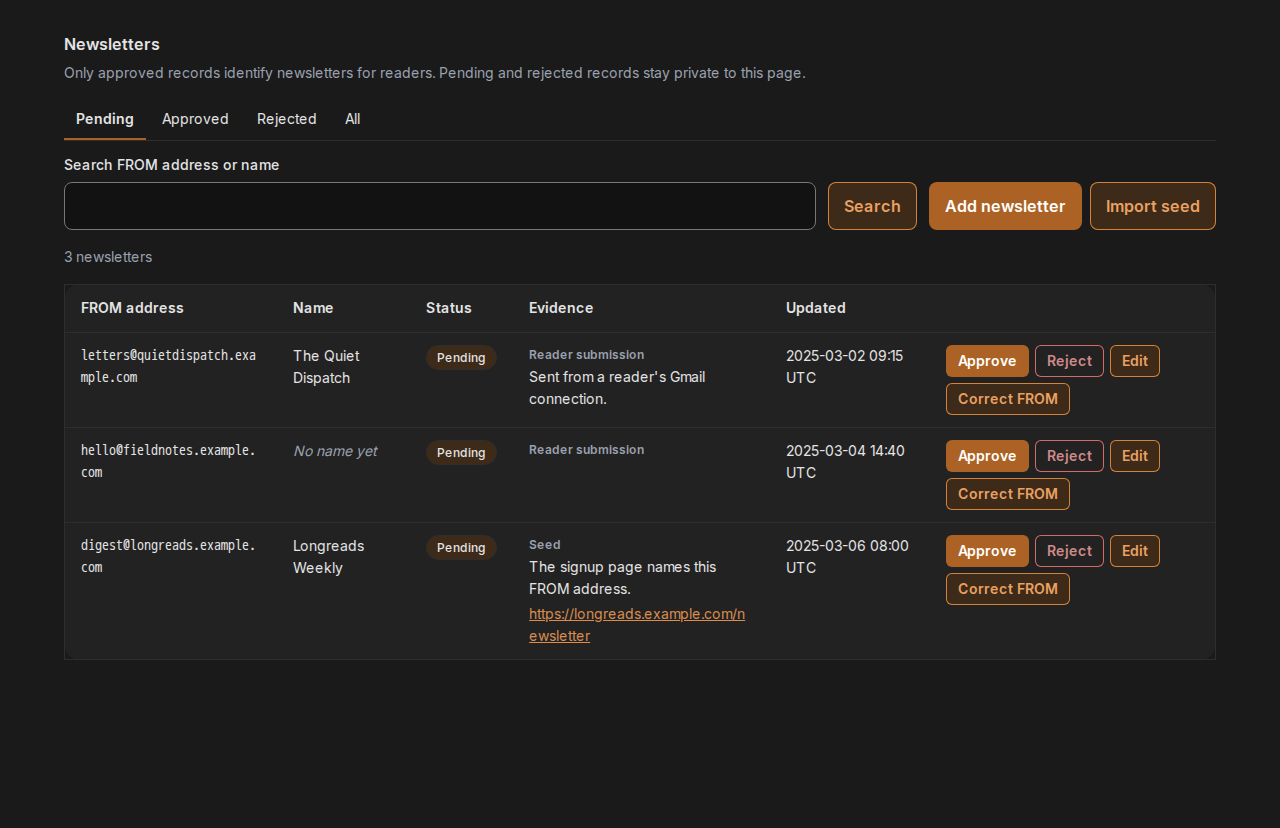 Newsletters
Only approved records identify newsletters for readers. Pending and rejected records stay private to this page.
Pending Approved Rejected All
Search FROM address or name
Search Add newsletter Import seed
3 newsletters
FROM address Name Status Evidence Updated
letters@quietdispatch.exa
mple.com
The Quiet
Dispatch
Pending
Reader submission
Sent from a reader's Gmail
connection.
2025-03-02 09:15
UTC
Approve Reject Edit
Correct FROM
hello@fieldnotes.example.
com
No name yet
Pending
Reader submission
2025-03-04 14:40
UTC
Approve Reject Edit
Correct FROM
digest@longreads.example.
com
Longreads
Weekly
Pending
Seed
The signup page names this
FROM address.
https://longreads.example.com/n
ewsletter
2025-03-06 08:00
UTC
Approve Reject Edit
Correct FROM